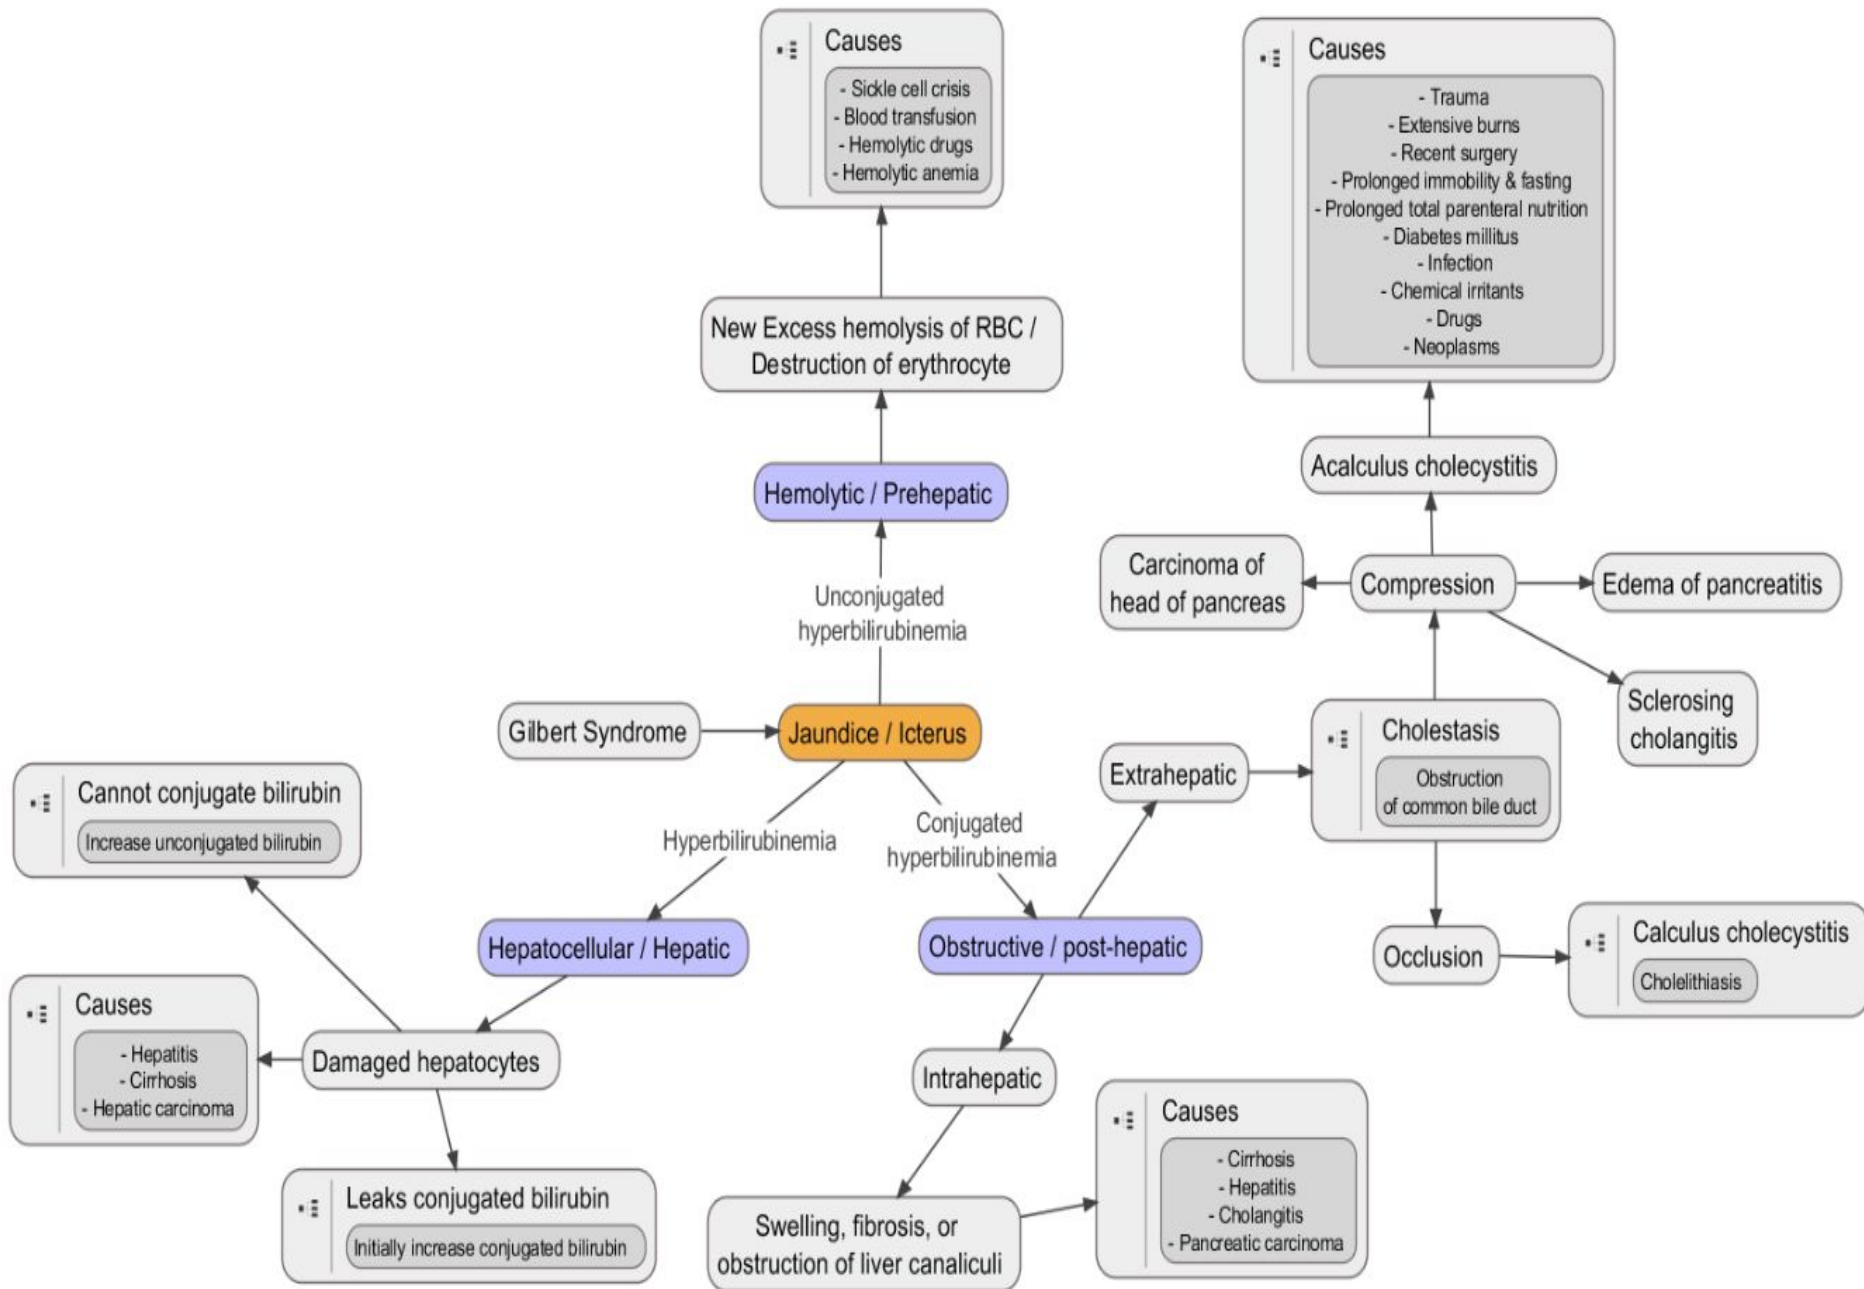 Causes
- Sickle cell crisis
- Blood transfusion
- Hemolytic drugs
- Hemolytic anemia
Causes
- Trauma
- Extensive burns
- Recent surgery
- Prolonged immobility & fasting
- Prolonged total parenteral nutrition
- Diabetes millitus
- Infection
- Chemical irritants
- Drugs
- Neoplasms
New Excess hemolysis of RBC /
Destruction of erythrocyte
Acalculus cholecystitis
Hemolytic / Prehepatic
Carcinoma of
head of pancreas
Compression
Edema of pancreatitis
Unconjugated
hyperbilirubinemia
Sclerosing
cholangitis
Gilbert Syndrome
Jaundice / Icterus
Extrahepatic
Cholestasis
Obstruction
of common bile duct
Cannot conjugate bilirubin
Increase unconjugated bilirubin
Hyperbilirubinemia
Conjugated
hyperbilirubinemia
Hepatocellular / Hepatic
Obstructive / post-hepatic
Occlusion
Calculus cholecystitis
Cholelithiasis
Causes
- Hepatitis
- Cirrhosis
- Hepatic carcinoma
Damaged hepatocytes
Intrahepatic
Causes
- Cirrhosis
- Hepatitis
- Cholangitis
- Pancreatic carcinoma
Leaks conjugated bilirubin
Initially increase conjugated bilirubin
Swelling, fibrosis, or
obstruction of liver canaliculi